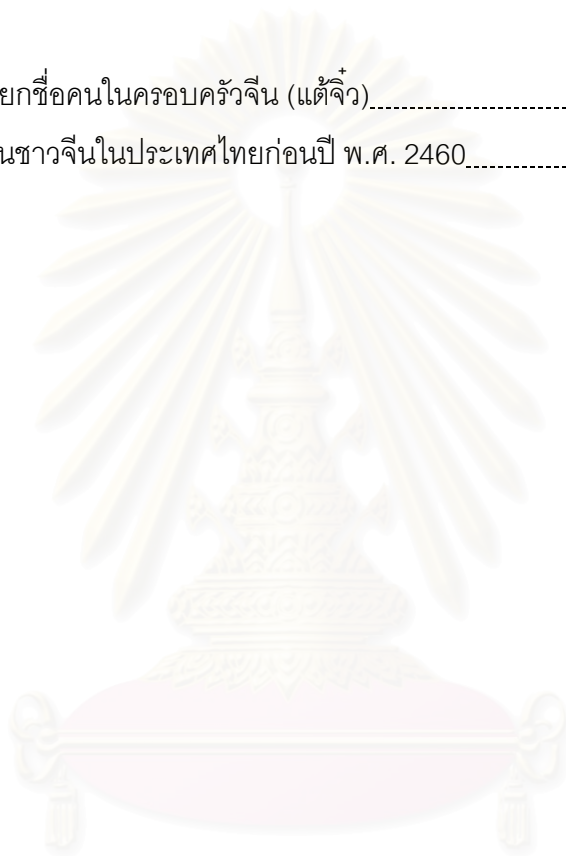 ยกชื่อคนในครอบครัวจีน (แต้จิ๋ว)
นชาวจีนในประเทศไทยก่อนปี พ.ศ. 2460